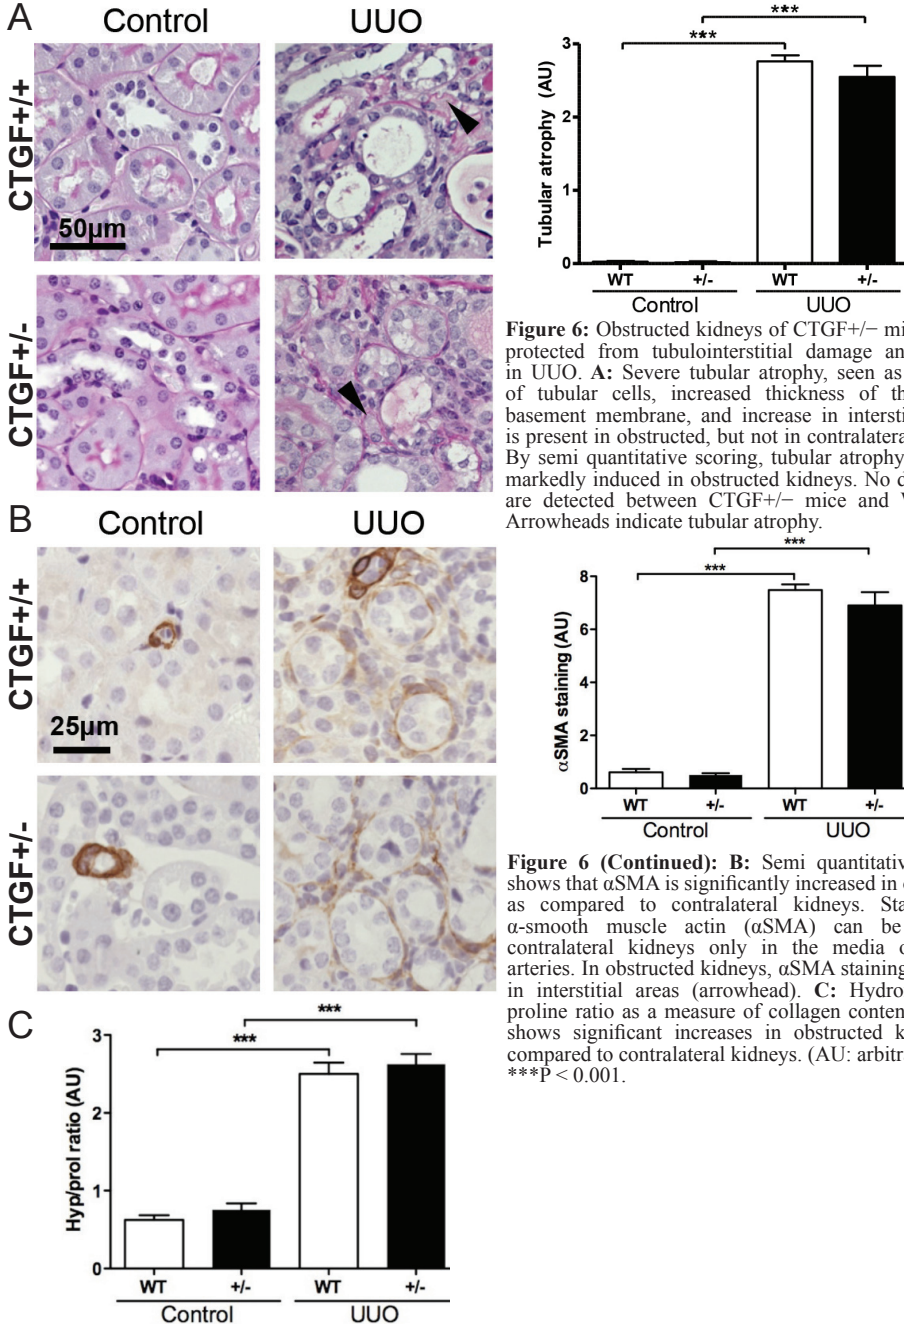 A
Control UUO
CTGF+/+
50µm
CTGF+/-
***
***
Tubular atrophy (AU)
3
2
1
0
WT +/- WT +/-
Control UUO
Figure 6: Obstructed kidneys of CTGF+/− mi
protected from tubulointerstitial damage an
in UUO. A: Severe tubular atrophy, seen as
of tubular cells, increased thickness of th
basement membrane, and increase in intersti
is present in obstructed, but not in contralatera
By semi quantitative scoring, tubular atrophy
markedly induced in obstructed kidneys. No d
are detected between CTGF+/− mice and
Arrowheads indicate tubular atrophy.
B
Control UUO
CTGF+/+
25µm
CTGF+/-
***
***
αSMA staining (AU)
8
6
4
2
0
WT +/- WT +/-
Control UUO
Figure 6 (Continued): B: Semi quantitativ
shows that αSMA is significantly increased in
as compared to contralateral kidneys. Sta
α-smooth muscle actin (αSMA) can be
contralateral kidneys only in the media o
arteries. In obstructed kidneys, αSMA staining
in interstitial areas (arrowhead). C: Hydro
proline ratio as a measure of collagen conten
shows significant increases in obstructed k
compared to contralateral kidneys. (AU: arbitra
***P < 0.001.
C
***
***
Hyp/prol ratio (AU)
3
2
1
0
WT +/- WT +/-
Control UUO